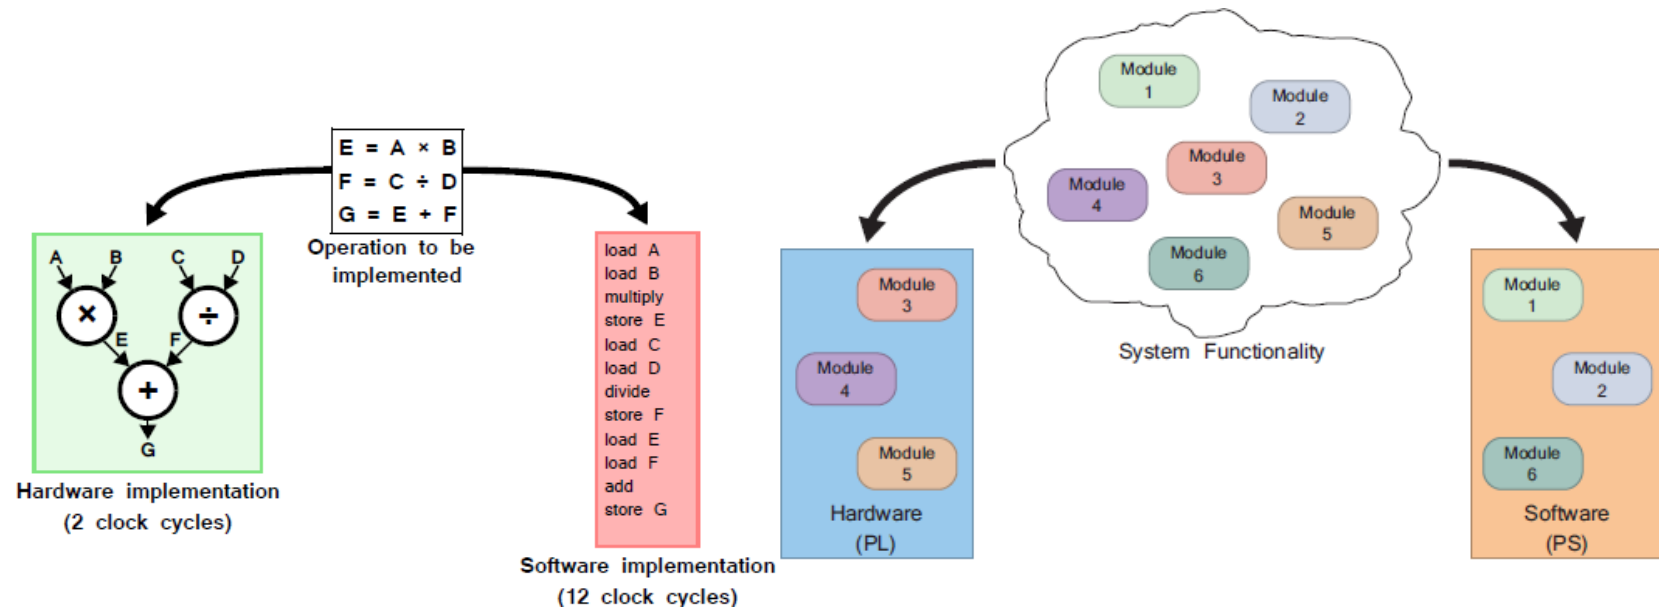 E = A × B
F = C ÷ D
G = E + F
Operation to be
implemented
A B C D
× ÷
E F
+
G
Hardware implementation
(2 clock cycles)
load A
load B
multiply
store E
load C
load D
divide
store F
load E
load F
add
store G
Software implementation
(12 clock cycles)
Module
1
Module
2
Module
3
Module
4
Module
5
Module
6
System Functionality
Module
3
Module
4
Module
5
Hardware
(PL)
Module
1
Module
2
Module
6
Software
(PS)